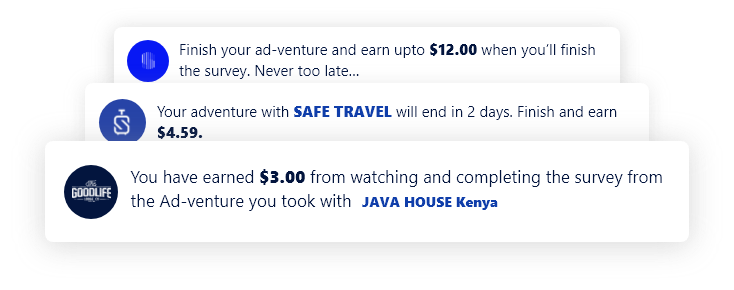 Finish your ad-venture and earn upto $12.00 when you'll finish
the survey. Never too late...
Your adventure with SAFE TRAVEL will end in 2 days. Finish and earn
$4.59.
You have earned $3.00 from watching and completing the survey from
the Ad-venture you took with JAVA HOUSE Kenya
GOODLIFE